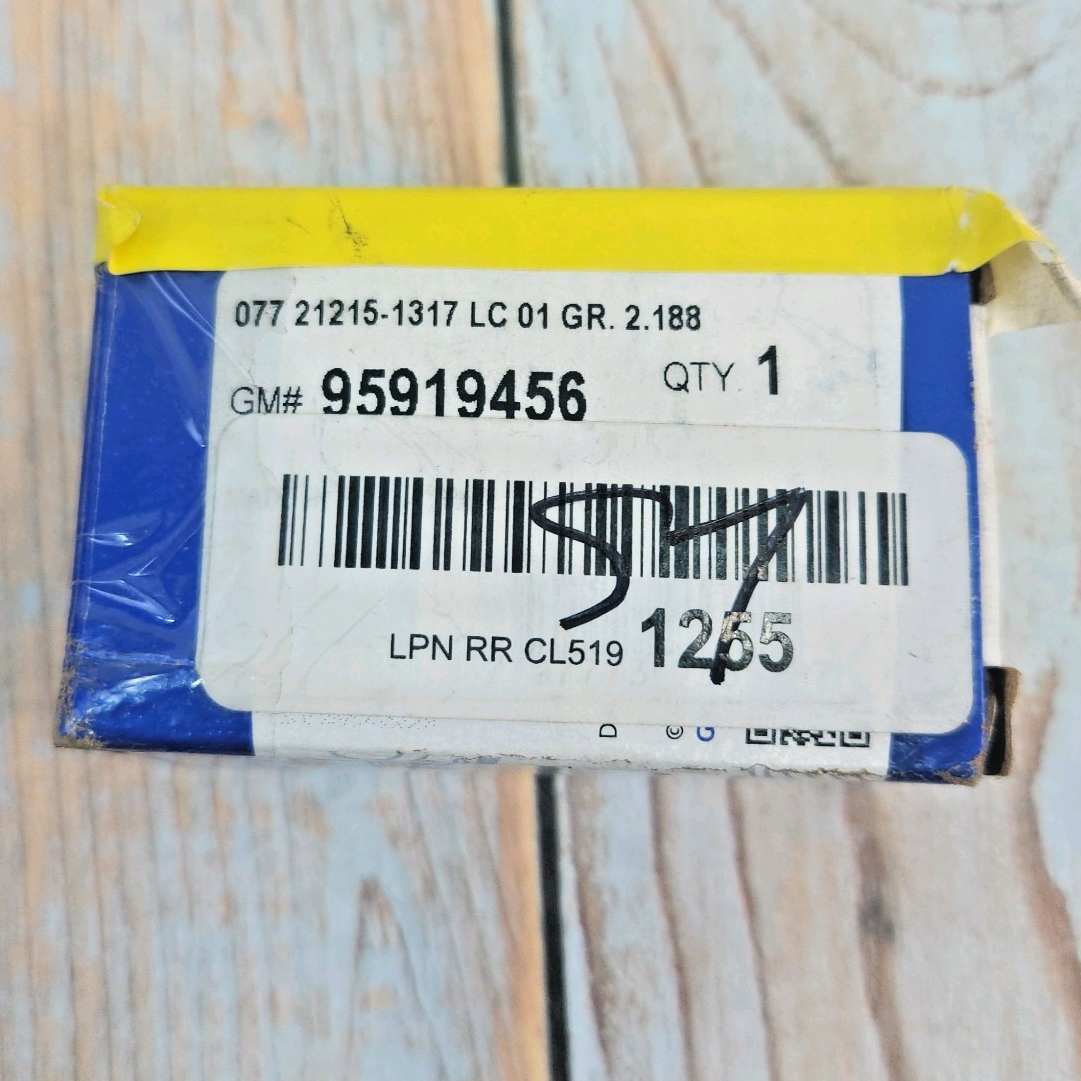 077 21215-1317 LC 01 GR. 2.188
GM# 95919456 QTY. 1
LPN RR CL519 1255
D © G